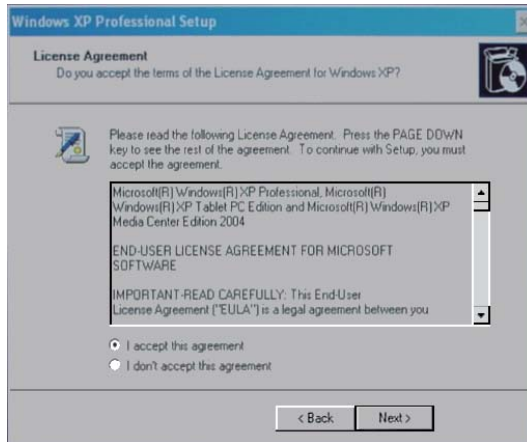 Windows XP Professional Setup
License Agreement
Do you accept the terms of the License Agreement for Windows XP?
Please read the following License Agreement. Press the PAGE DOWN
key to see the rest of the agreement. To continue with Setup, you must
accept the agreement.
Microsoft(R) Windows(R) XP Professional, Microsoft(R)
Windows(R) XP Tablet PC Edition and Microsoft(R) Windows(R) XP
Media Center Edition 2004
END-USER LICENSE AGREEMENT FOR MICROSOFT
SOFTWARE
IMPORTANT-READ CAREFULLY: This End-User
License Agreement ("EULA") is a legal agreement between you
I accept this agreement
I don't accept this agreement
< Back
Next >